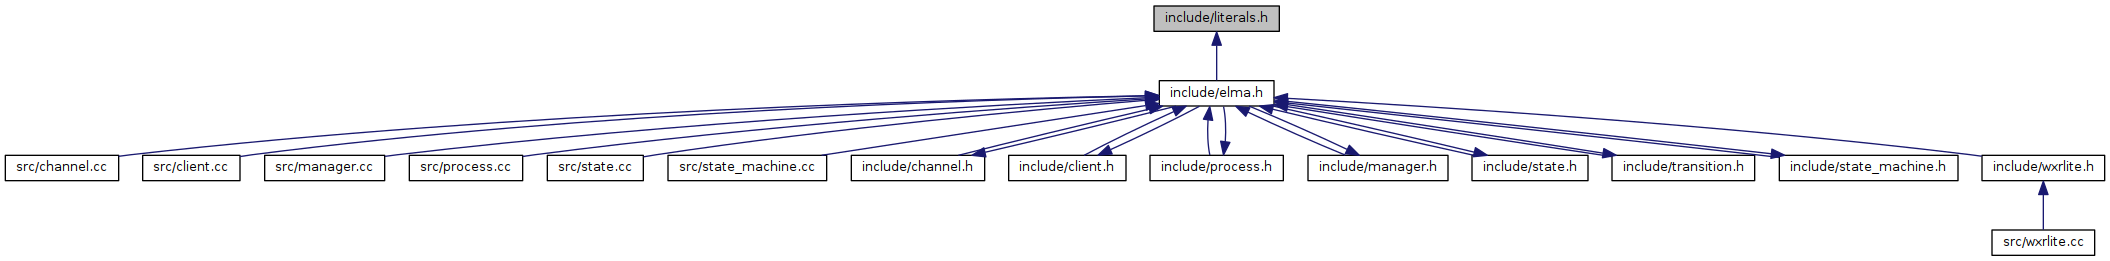 include/literals.h
include/elma.h
src/channel.cc
src/client.cc
src/manager.cc
src/process.cc
src/state.cc
src/state_machine.cc
include/channel.h
include/client.h
include/process.h
include/manager.h
include/state.h
include/transition.h
include/state_machine.h
include/wxrlite.h
src/wxrlite.cc